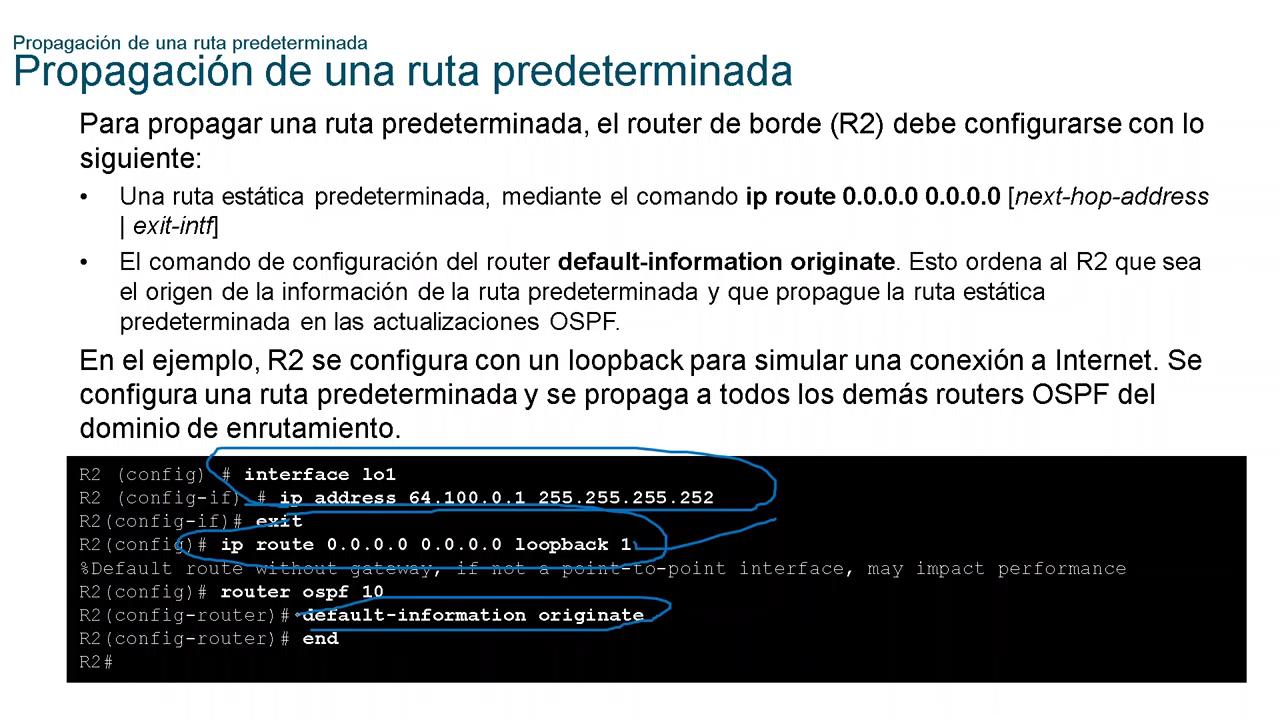 Propagación de una ruta predeterminada
Propagación de una ruta predeterminada
Para propagar una ruta predeterminada, el router de borde (R2) debe configurarse con lo
siguiente:
• Una ruta estática predeterminada, mediante el comando ip route 0.0.0.0 0.0.0.0 [next-hop-address
| exit-intf]
• El comando de configuración del router default-information originate. Esto ordena al R2 que sea
el origen de la información de la ruta predeterminada y que propague la ruta estática
predeterminada en las actualizaciones OSPF.
En el ejemplo, R2 se configura con un loopback para simular una conexión a Internet. Se
configura una ruta predeterminada y se propaga a todos los demás routers OSPF del
dominio de enrutamiento.
R2 (config) # interface lo1
R2 (config-if) # ip address 64.100.0.1 255.255.255.252
R2(config-if)# exit
R2(config)# ip route 0.0.0.0 0.0.0.0 loopback 1
%Default route without gateway, if not a point-to-point interface, may impact performance
R2(config)# router ospf 10
R2(config-router)# default-information originate
R2(config-router)# end
R2#